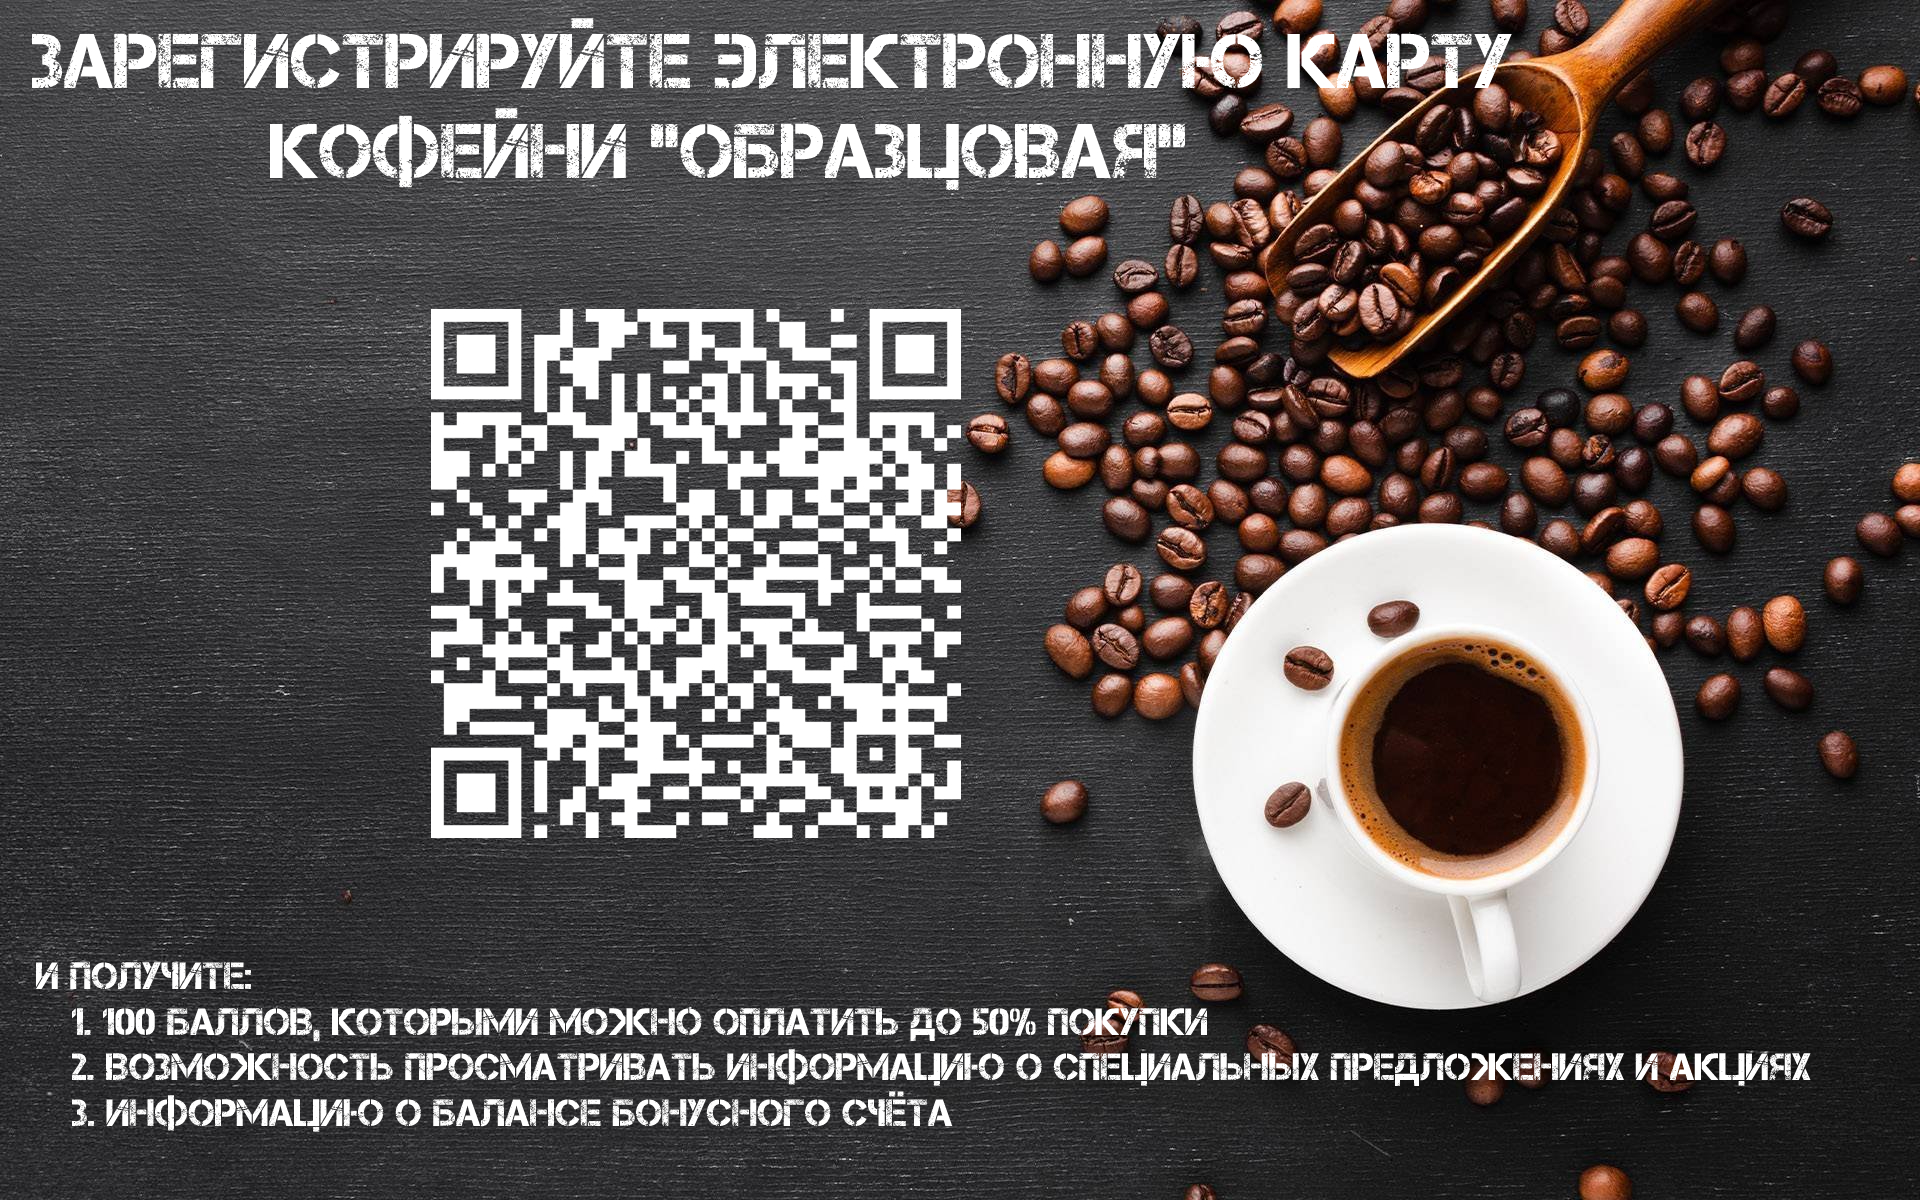 ЗАРЕГИСТРИРУЙТЕ ЭЛЕКТРОННУЮ КАРТУ
КОФЕЙНИ "ОБРАЗЦОВАЯ"
И ПОЛУЧИТЕ:
1. 100 БАЛЛОВ, КОТОРЫМИ МОЖНО ОПЛАТИТЬ ДО 50% ПОКУПКИ
2. ВОЗМОЖНОСТЬ ПРОСМАТРИВАТЬ ИНФОРМАЦИЮ О СПЕЦИАЛЬНЫХ ПРЕДЛОЖЕНИЯХ И АКЦИЯХ
3. ИНФОРМАЦИЮ О БАЛАНСЕ БОНУСНОГО СЧЁТА